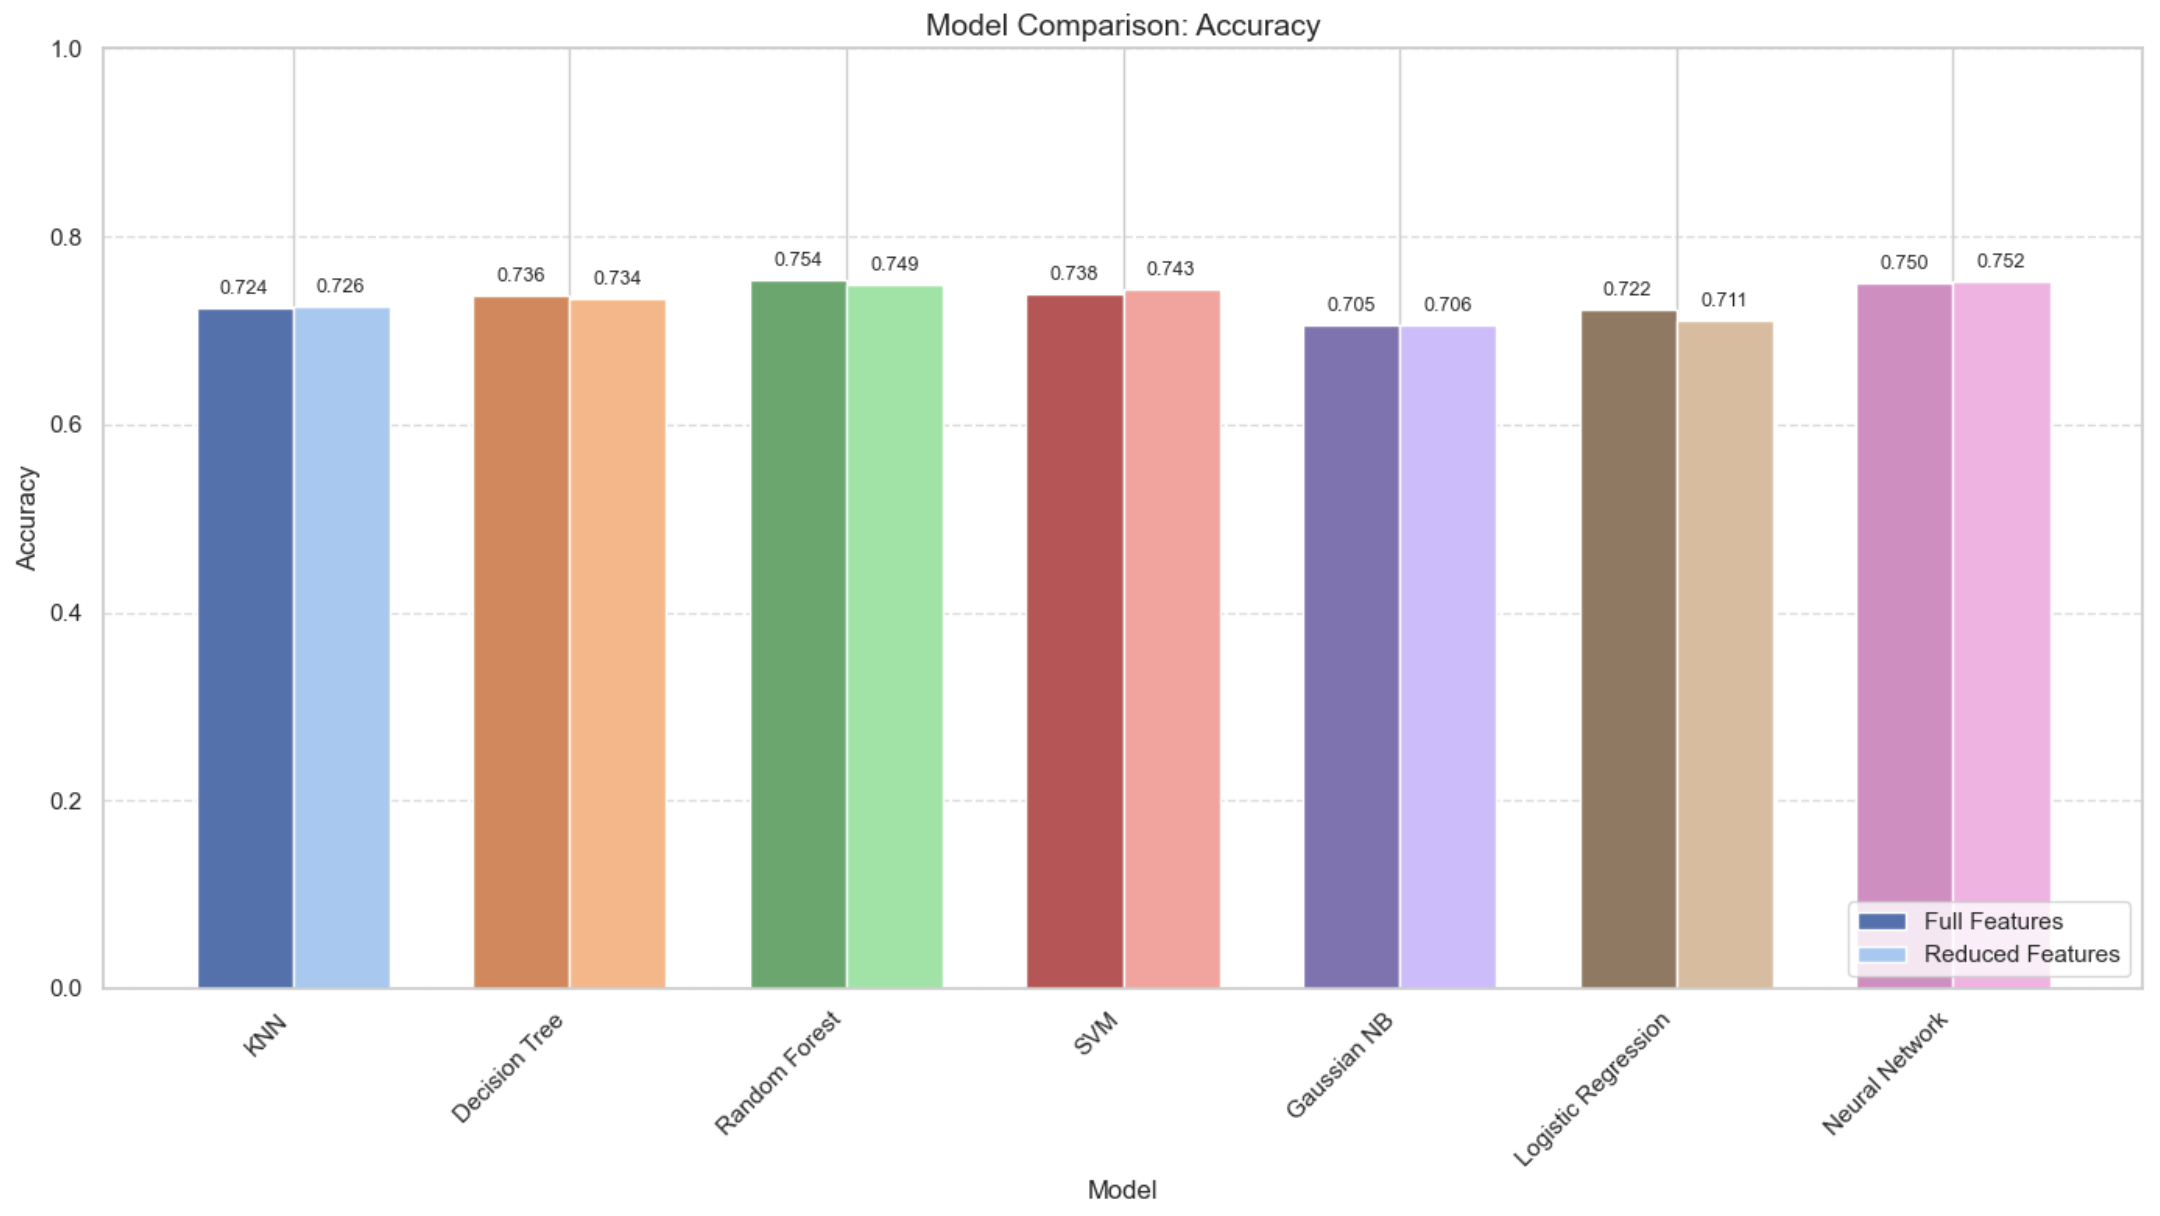 Model Comparison: Accuracy
1.0
0.8
0.6
0.4
0.2
0.0
Accuracy
0.724
0.726
0.736
0.734
0.754
0.749
0.738
0.743
0.705
0.706
0.722
0.711
0.750
0.752
Full Features
Reduced Features
KNN
Decision Tree
Random Forest
SVM
Gaussian NB
Logistic Regression
Neural Network
Model